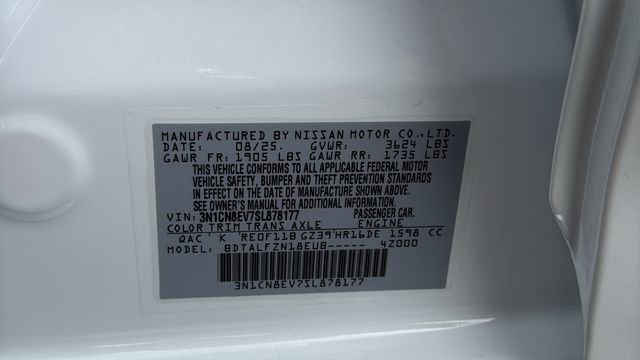 MANUFACTURED BY NISSAN MOTOR CO.,LTD.
DATE: 08/25. GVWR: 3624 LBS
GAWR FR: 1905 LBS GAWR RR: 1735 LBS
THIS VEHICLE CONFORMS TO ALL APPLICABLE FEDERAL MOTOR
VEHICLE SAFETY, BUMPER AND THEFT PREVENTION STANDARDS
IN EFFECT ON THE DATE OF MANUFACTURE SHOWN ABOVE.
SEE OWNER'S MANUAL FOR ADDITIONAL INFORMATION.
VIN: 3N1CN8EV7SL878177 PASSENGER CAR.
COLOR TRIM TRANS AXLE ENGINE
QAC K RE0F11B GZ39 HR16DE 1598 CC
MODEL: BDTALFZN18EUB----- 4Z000
3N1CN8EV7SL878177